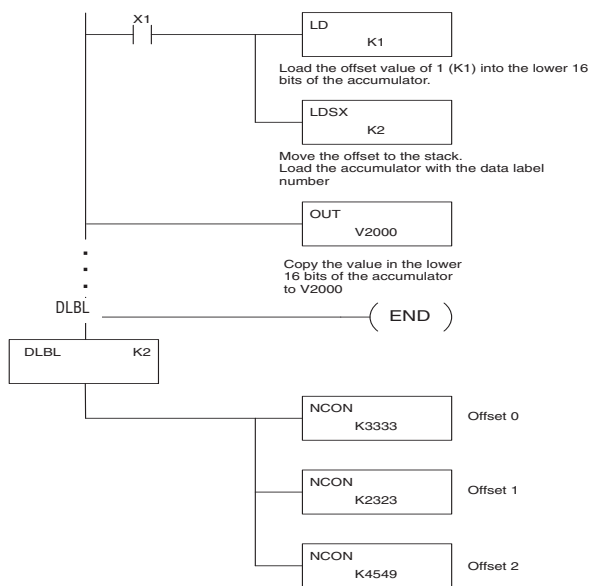 X1
LD
K1
Load the offset value of 1 (K1) into the lower 16
bits of the accumulator.
LDSX
K2
Move the offset to the stack.
Load the accumulator with the data label
number
OUT
V2000
Copy the value in the lower
16 bits of the accumulator
to V2000
DLBL
END
DLBL K2
NCON
K3333
Offset 0
NCON
K2323
Offset 1
NCON
K4549
Offset 2